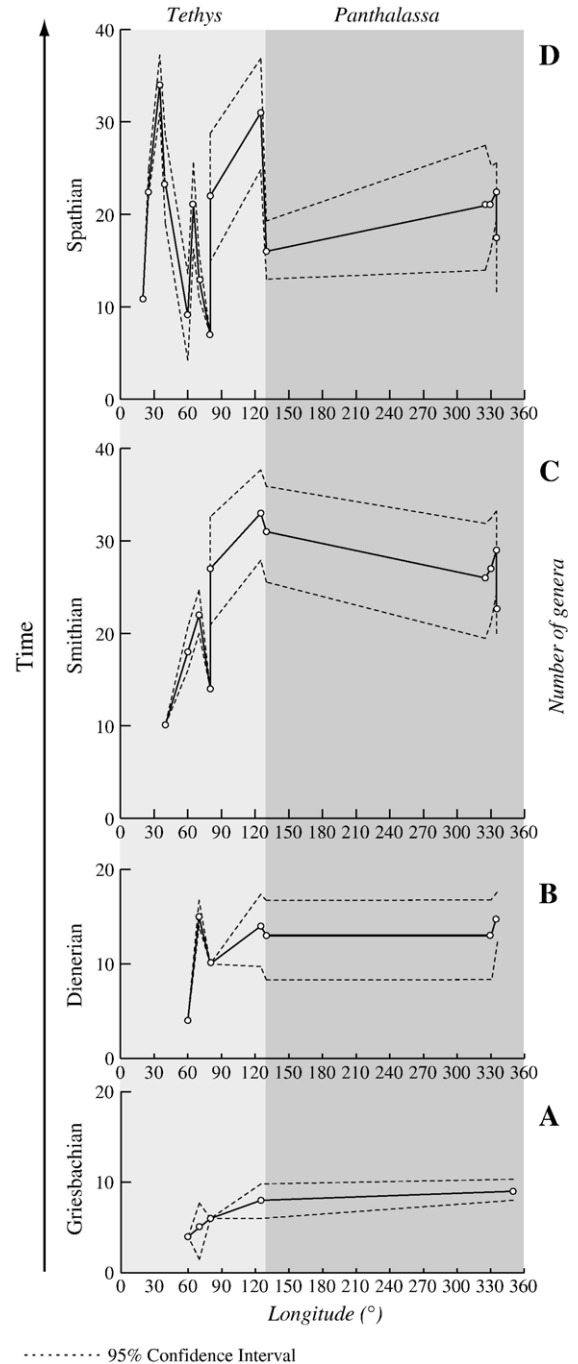 Tethys Panthalassa
D
40
30
20
10
0
Spathian
0 30 60 90 120 150 180 210 240 270 300 330 360
C
40
30
20
10
0
Smithian
0 30 60 90 120 150 180 210 240 270 300 330 360
Time
Number of genera
B
20
10
0
Dienerian
0 30 60 90 120 150 180 210 240 270 300 330 360
A
20
10
0
Griesbachian
0 30 60 90 120 150 180 210 240 270 300 330 360
Longitude (°)
95% Confidence Interval